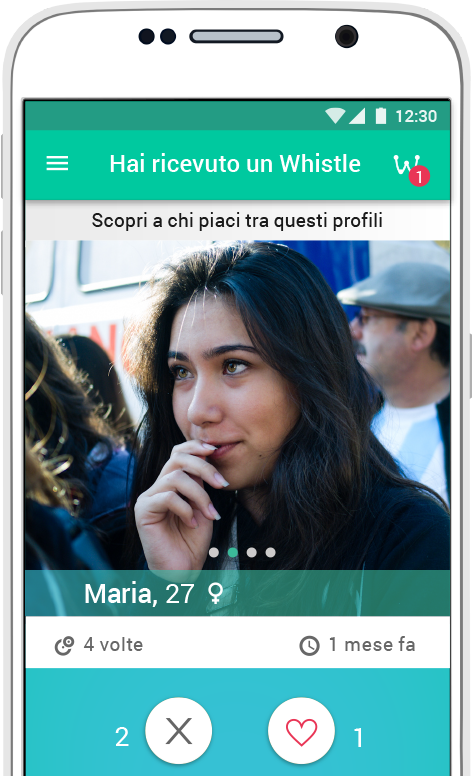 12:30
Hai ricevuto un Whistle
1
Scopri a chi piaci tra questi profili
Maria, 27 ♀
4 volte
1 mese fa
2
1